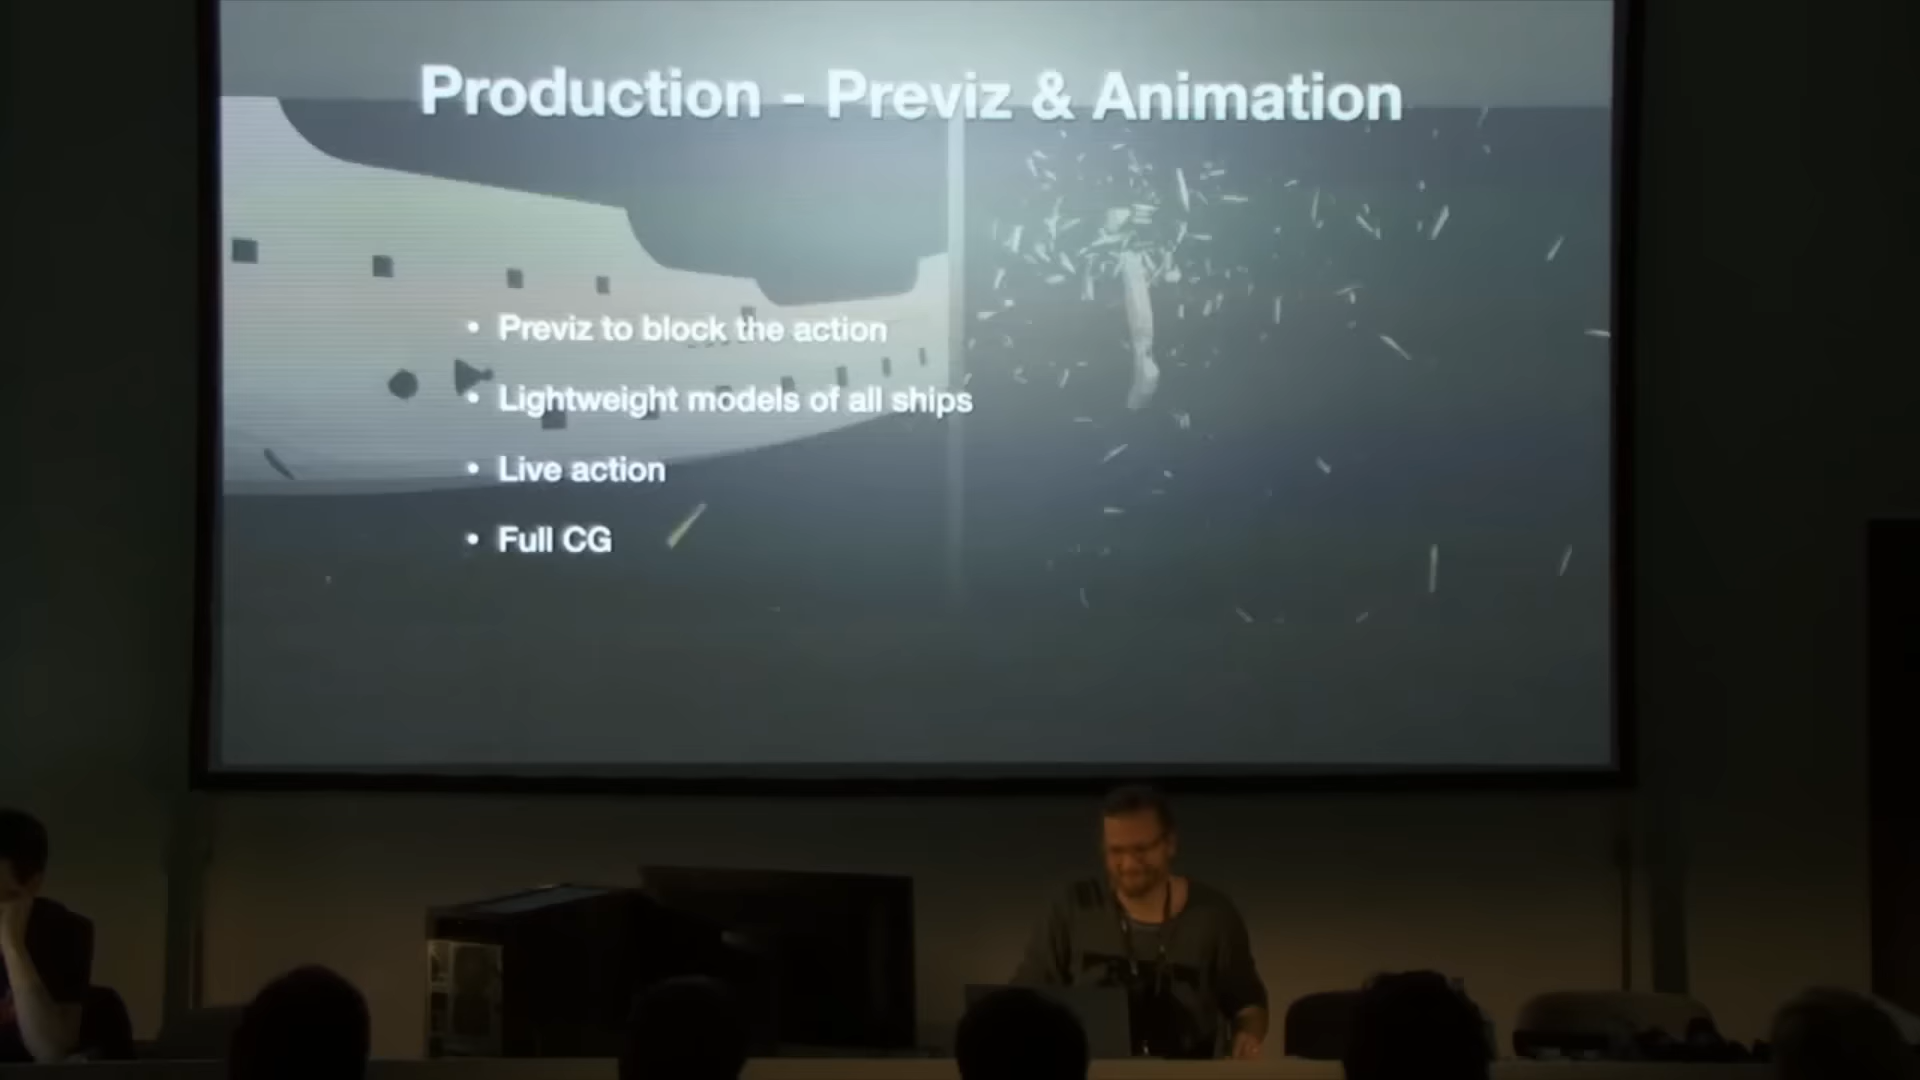 Production - Previz & Animation
• Previz to block the action
• Lightweight models of all ships
• Live action
• Full CG